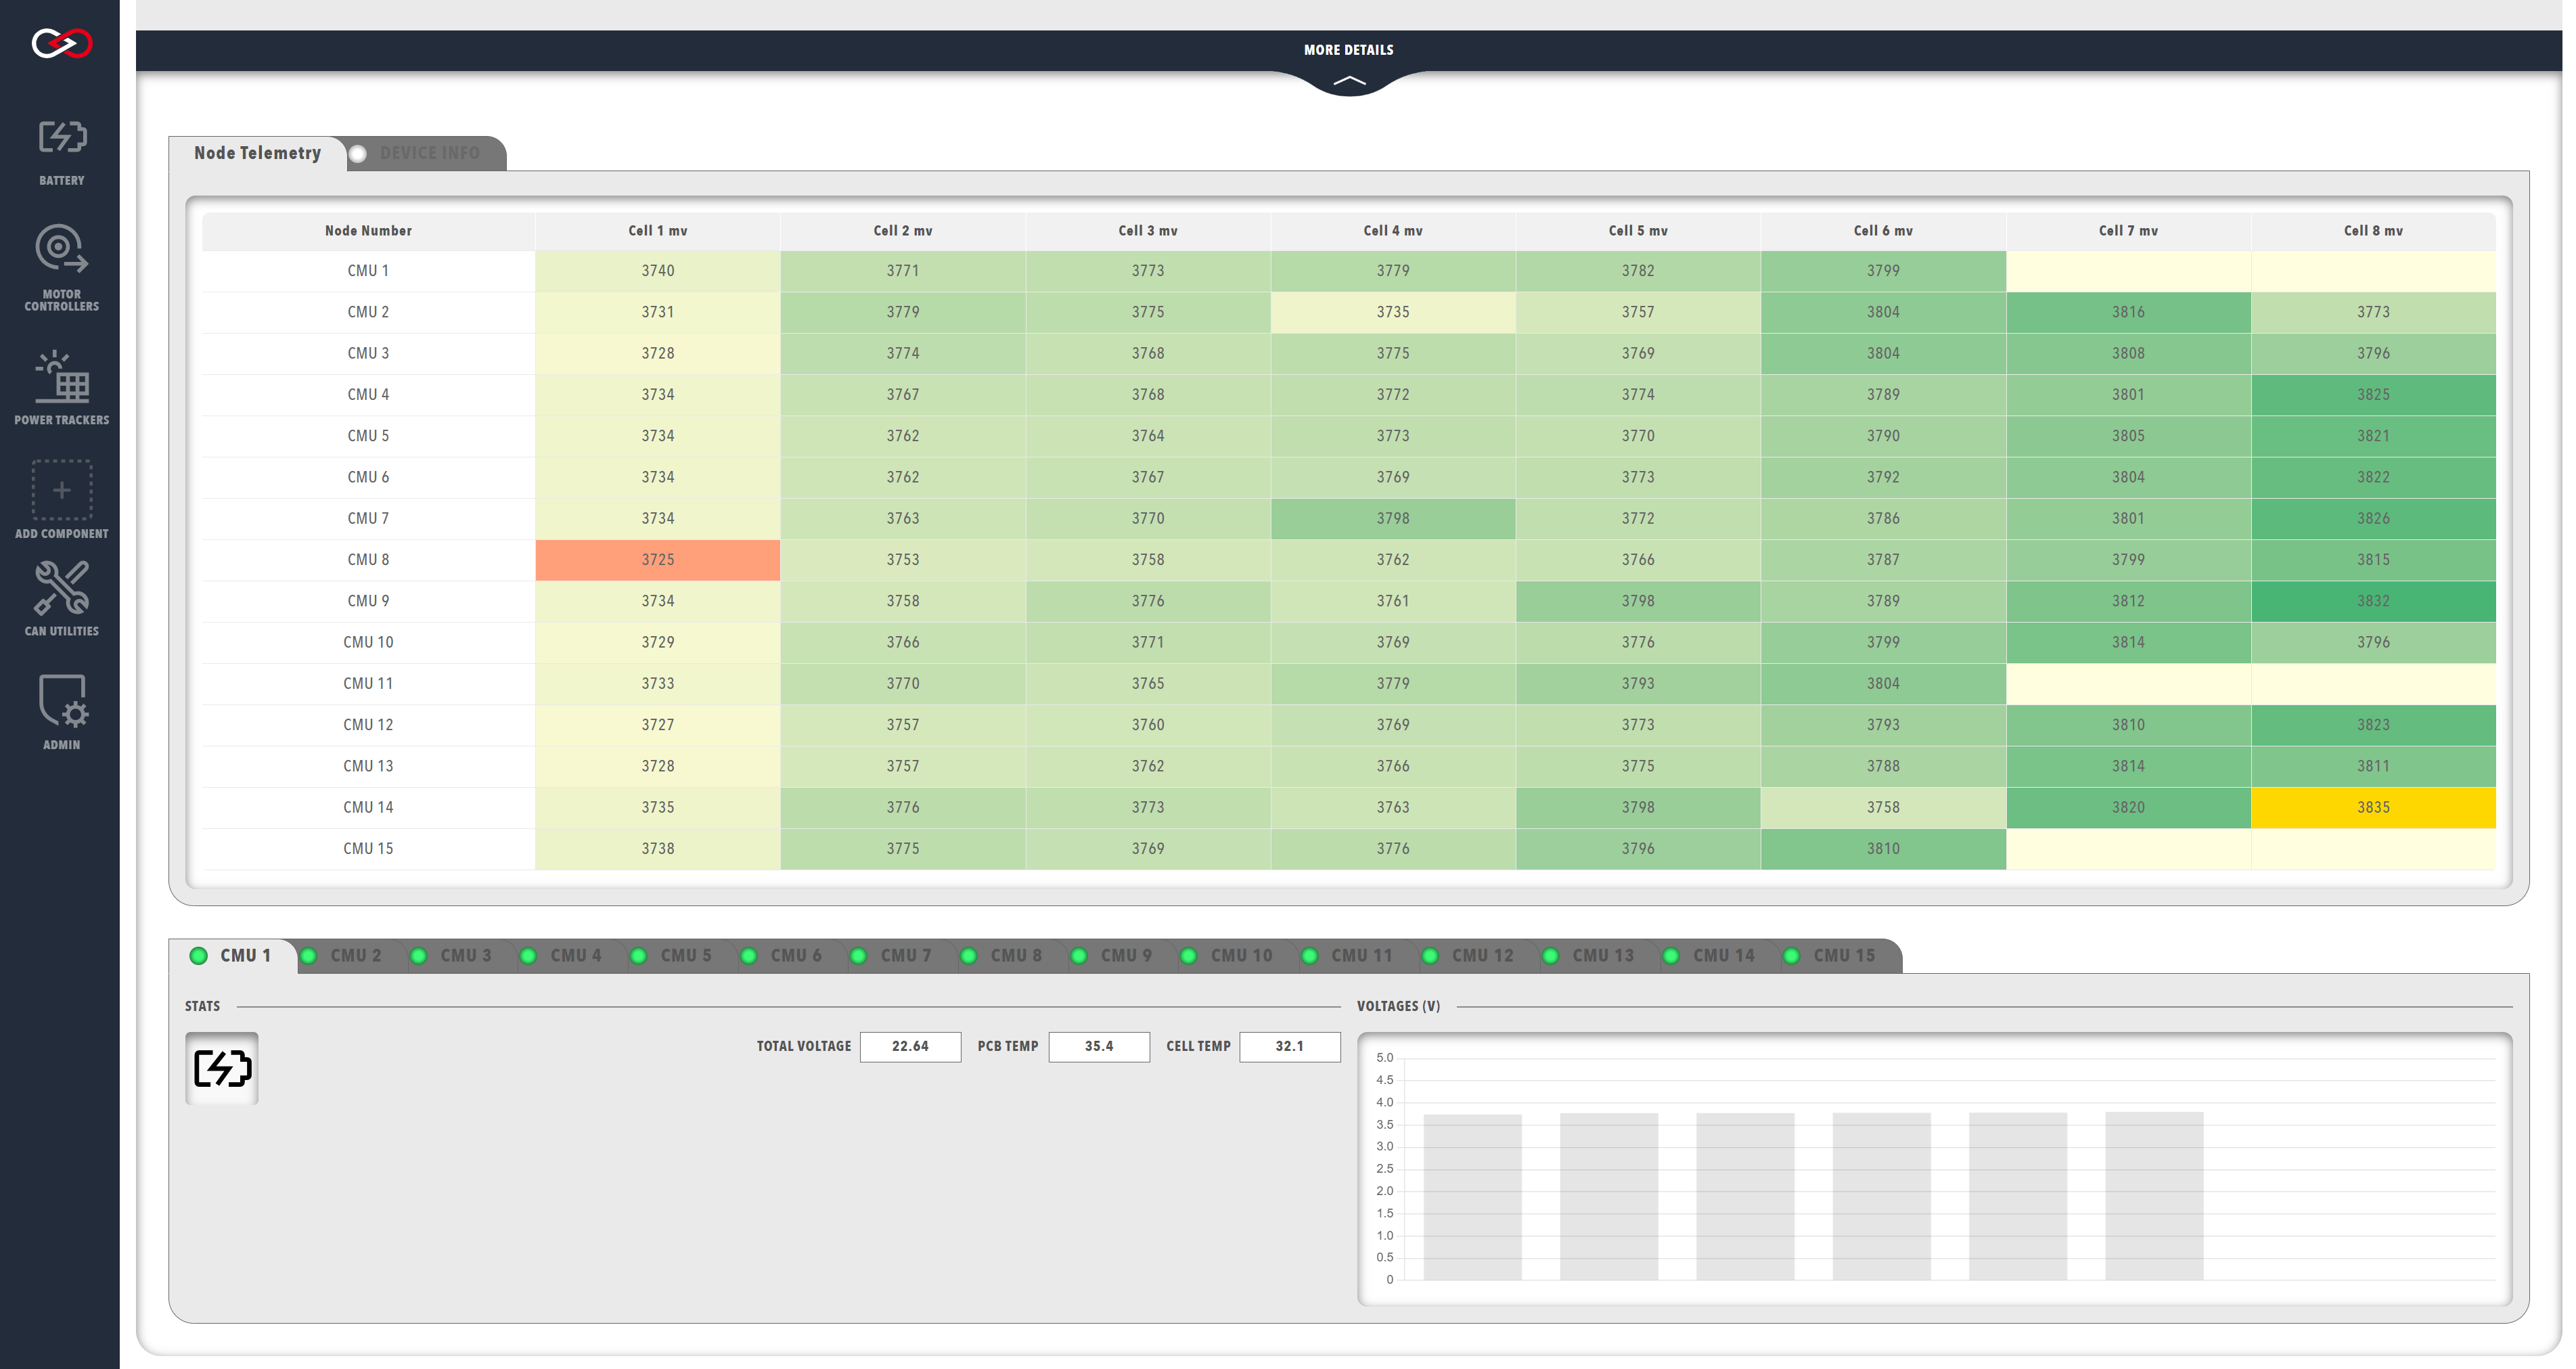 MORE DETAILS
BATTERY
MOTOR
CONTROLLERS
POWER TRACKERS
ADD COMPONENT
CAN UTILITIES
ADMIN
Node Telemetry DEVICE INFO
Node Number Cell 1 mv Cell 2 mv Cell 3 mv Cell 4 mv Cell 5 mv Cell 6 mv Cell 7 mv Cell 8 mv
CMU 1 3740 3771 3773 3779 3782 3799
CMU 2 3731 3779 3775 3735 3757 3804 3816 3773
CMU 3 3728 3774 3768 3775 3769 3804 3808 3796
CMU 4 3734 3767 3768 3772 3774 3789 3801 3825
CMU 5 3734 3762 3764 3773 3770 3790 3805 3821
CMU 6 3734 3762 3767 3769 3773 3792 3804 3822
CMU 7 3734 3763 3770 3798 3772 3786 3801 3826
CMU 8 3725 3753 3758 3762 3766 3787 3799 3815
CMU 9 3734 3758 3776 3761 3798 3789 3812 3832
CMU 10 3729 3766 3771 3769 3776 3799 3814 3796
CMU 11 3733 3770 3765 3779 3793 3804
CMU 12 3727 3757 3760 3769 3773 3793 3810 3823
CMU 13 3728 3757 3762 3766 3775 3788 3814 3811
CMU 14 3735 3776 3773 3763 3798 3758 3820 3835
CMU 15 3738 3775 3769 3776 3796 3810
CMU 1 CMU 2 CMU 3 CMU 4 CMU 5 CMU 6 CMU 7 CMU 8 CMU 9 CMU 10 CMU 11 CMU 12 CMU 13 CMU 14 CMU 15
STATS
TOTAL VOLTAGE 22.64 PCB TEMP 35.4 CELL TEMP 32.1
VOLTAGES (V)
5.0
4.5
4.0
3.5
3.0
2.5
2.0
1.5
1.0
0.5
0